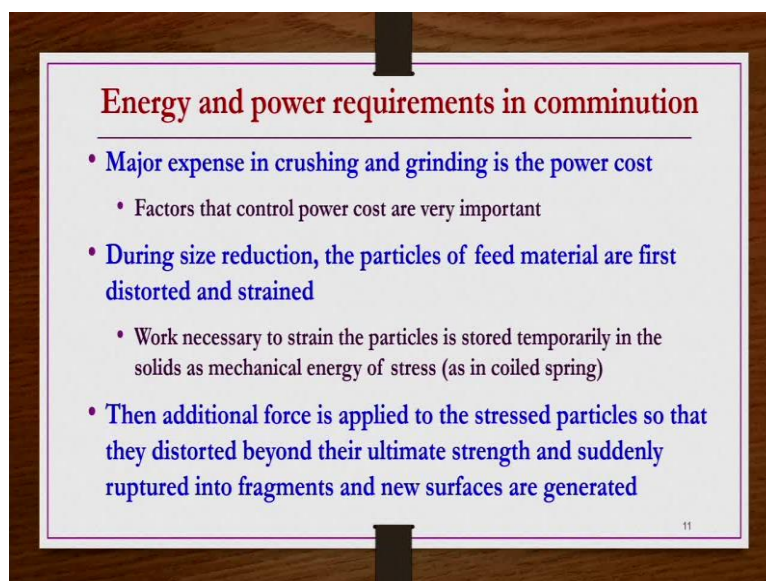 Energy and power requirements in comminution
• Major expense in crushing and grinding is the power cost
• Factors that control power cost are very important
• During size reduction, the particles of feed material are first
distorted and strained
• Work necessary to strain the particles is stored temporarily in the
solids as mechanical energy of stress (as in coiled spring)
• Then additional force is applied to the stressed particles so that
they distorted beyond their ultimate strength and suddenly
ruptured into fragments and new surfaces are generated
11